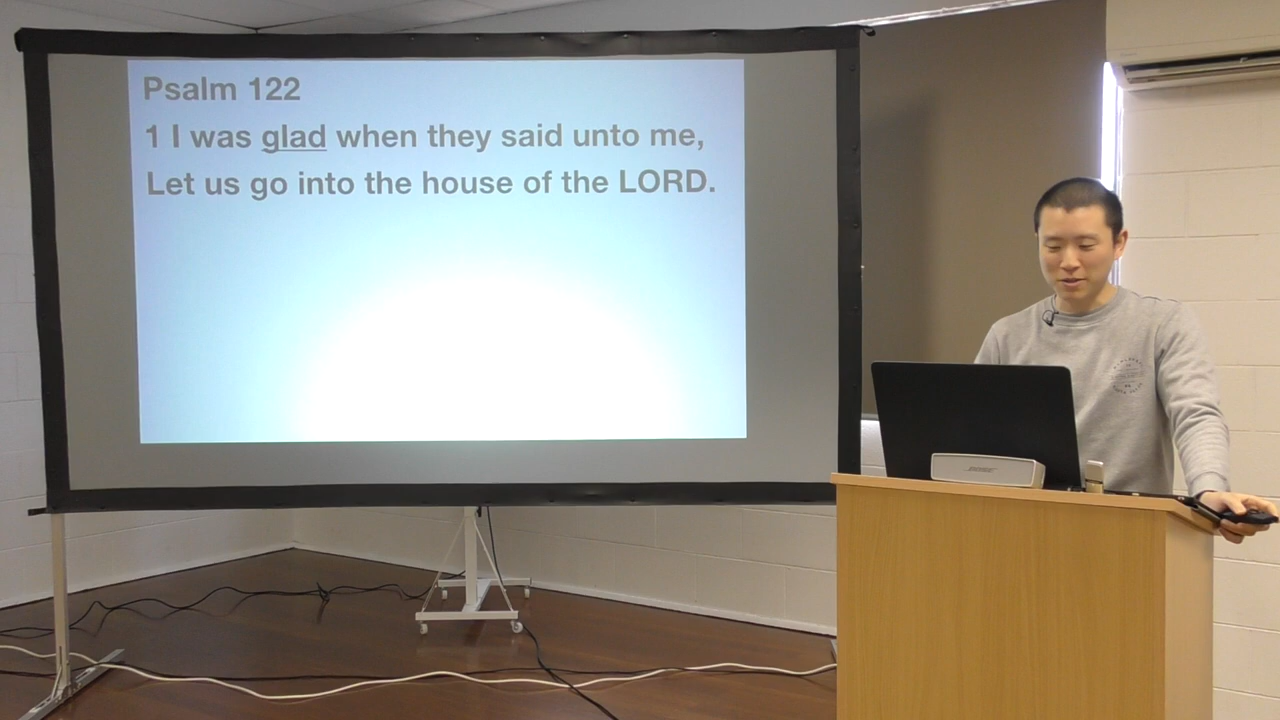 Psalm 122
1 I was glad when they said unto me,
Let us go into the house of the LORD.